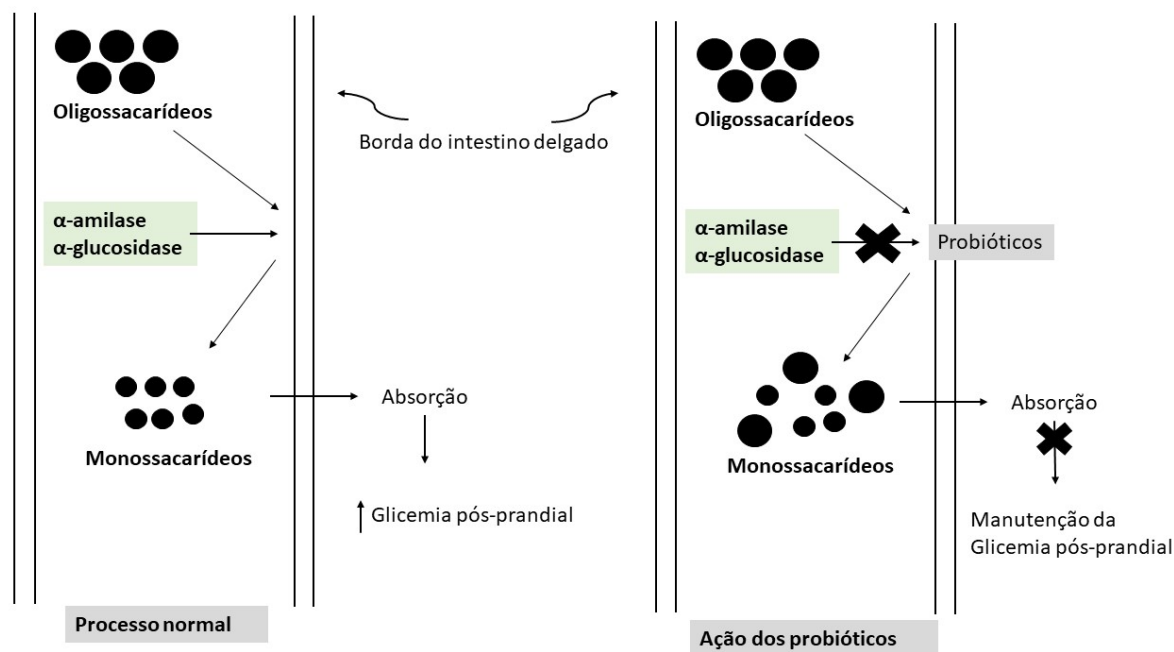 Oligossacarídeos
α-amilase
α-glucosidase
Monossacarídeos
Absorção
Glicemia pós-prandial
Processo normal
Borda do intestino delgado
Oligossacarídeos
α-amilase
α-glucosidase
Probióticos
Monossacarídeos
Absorção
Manutenção da
Glicemia pós-prandial
Ação dos probióticos